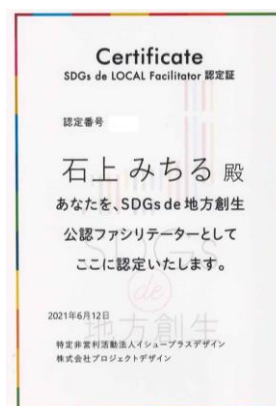 Certificate
SDGs de LOCAL Facilitator 認定証
認定番号
石上 みちる 殿
あなたを、SDGs de 地方創生
公認ファシリテーターとして
ここに認定いたします。
SDGs
de
地方創生
2021年6月12日
特定非営利活動法人イシュープラスデザイン
株式会社プロジェクトデザイン